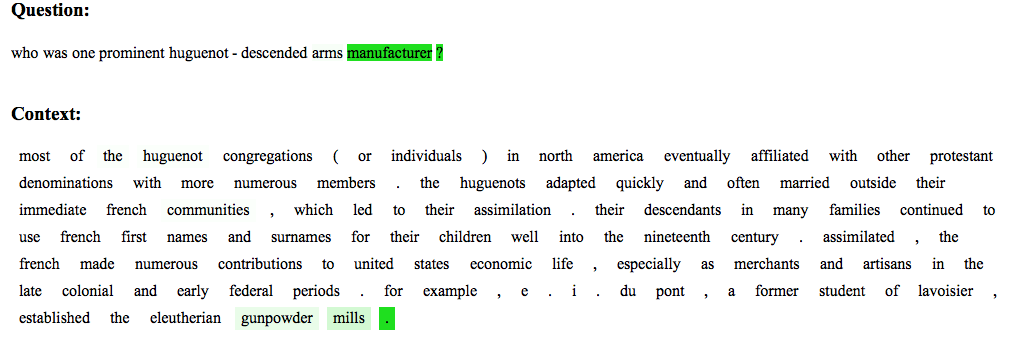 Question:
who was one prominent huguenot - descended arms manufacturer ?
Context:
most of the huguenot congregations ( or individuals ) in north america eventually affiliated with other protestant
denominations with more numerous members . the huguenots adapted quickly and often married outside their
immediate french communities , which led to their assimilation . their descendants in many families continued to
use french first names and surnames for their children well into the nineteenth century . assimilated , the
french made numerous contributions to united states economic life , especially as merchants and artisans in the
late colonial and early federal periods . for example , e . i . du pont , a former student of lavoisier ,
established the eleutherian gunpowder mills .